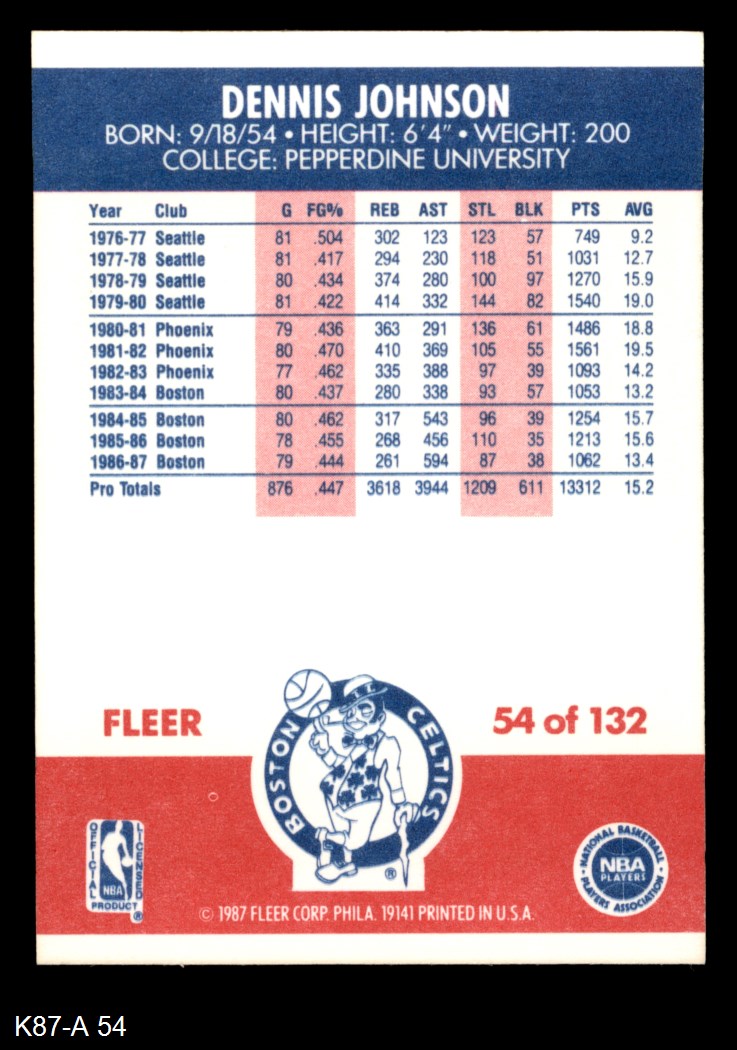 DENNIS JOHNSON
BORN: 9/18/54 • HEIGHT: 6'4" • WEIGHT: 200
COLLEGE: PEPPERDINE UNIVERSITY
Year Club G FG% REB AST STL BLK PTS AVG
1976-77 Seattle 81 .504 302 123 123 57 749 9.2
1977-78 Seattle 81 .417 294 230 118 51 1031 12.7
1978-79 Seattle 80 .434 374 280 100 97 1270 15.9
1979-80 Seattle 81 .422 414 332 144 82 1540 19.0
1980-81 Phoenix 79 .436 363 291 136 61 1486 18.8
1981-82 Phoenix 80 .470 410 369 105 55 1561 19.5
1982-83 Phoenix 77 .462 335 388 97 39 1093 14.2
1983-84 Boston 80 .437 280 338 93 57 1053 13.2
1984-85 Boston 80 .462 317 543 96 39 1254 15.7
1985-86 Boston 78 .455 268 456 110 35 1213 15.6
1986-87 Boston 79 .444 261 594 87 38 1062 13.4
Pro Totals 876 .447 3618 3944 1209 611 13312 15.2
FLEER
54 of 132
BOSTON CELTICS
®
OFFICIAL LICENSED
NBA
PRODUCT ®
NATIONAL BASKETBALL
NBA
PLAYERS
PLAYERS ASSOCIATION
© 1987 FLEER CORP. PHILA. 19141 PRINTED IN U.S.A.
K87-A 54